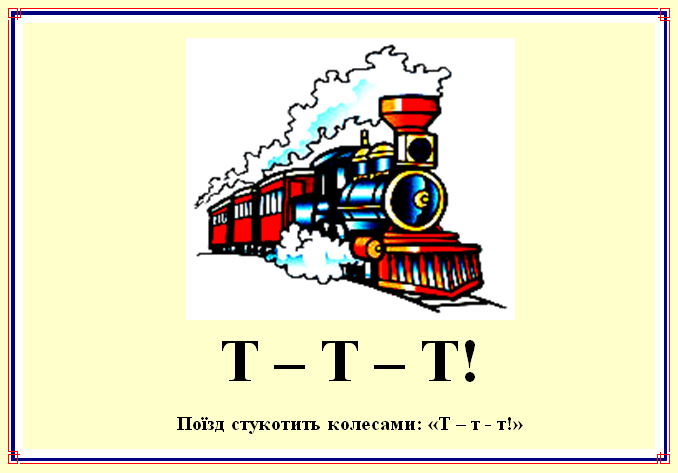 Т – Т – Т!
Поїзд стукотить колесами: «Т – т - т!»